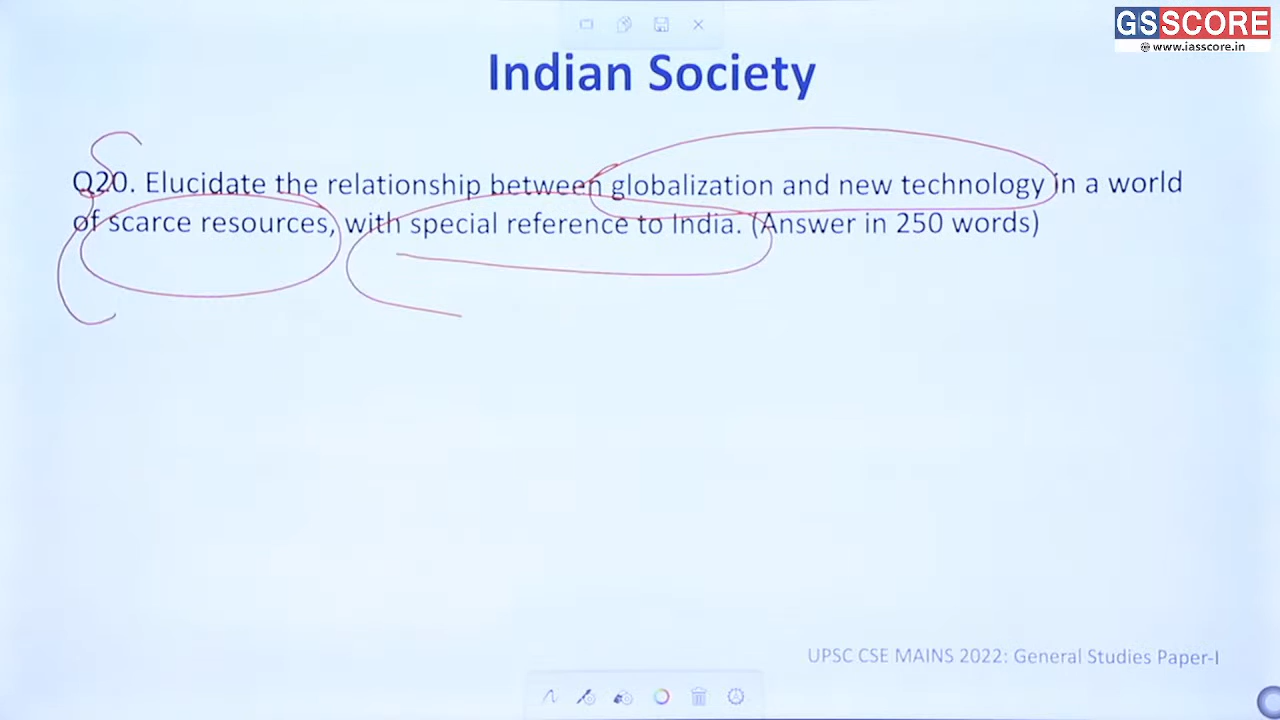 GSSCORE
www.iasscore.in
Indian Society
Q20. Elucidate the relationship between globalization and new technology in a world
of scarce resources, with special reference to India. (Answer in 250 words)
UPSC CSE MAINS 2022: General Studies Paper-I